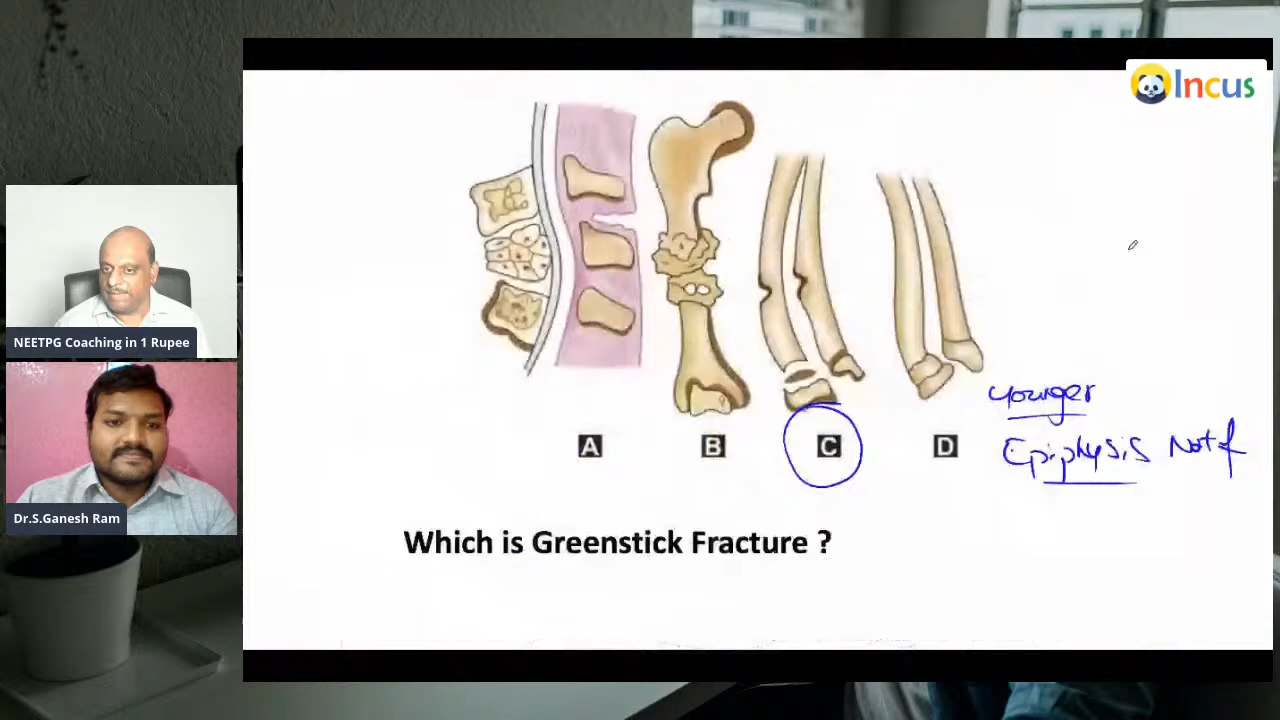 Incus
NEETPG Coaching in 1 Rupee
Dr.S.Ganesh Ram
A B C D
younger
Epiphysis Not f
Which is Greenstick Fracture ?